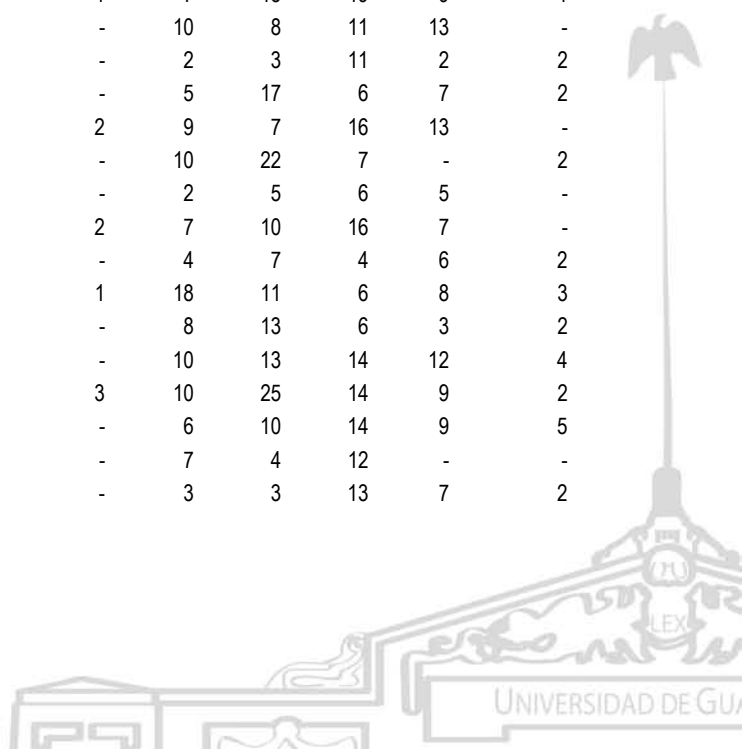 - 10 8 11 13 -
- 2 3 11 2 2
- 5 17 6 7 2
2 9 7 16 13 -
- 10 22 7 - 2
- 2 5 6 5 -
2 7 10 16 7 -
- 4 7 4 6 2
1 18 11 6 8 3
- 8 13 6 3 2
- 10 13 14 12 4
3 10 25 14 9 2
- 6 10 14 9 5
- 7 4 12 - -
- 3 3 13 7 2
LEX
UNIVERSIDAD DE GUA